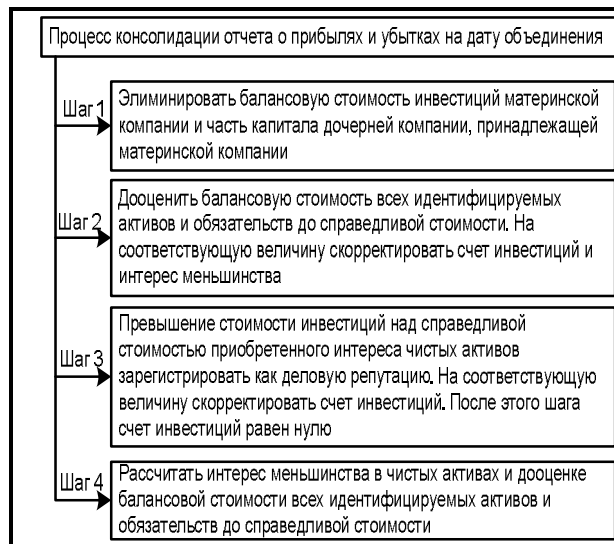 Процесс консолидации отчета о прибылях и убытках на дату объединения
Шаг 1
Элиминировать балансовую стоимость инвестиций материнской
компании и часть капитала дочерней компании, принадлежащей
материнской компании
Шаг 2
Дооценить балансовую стоимость всех идентифицируемых
активов и обязательств до справедливой стоимости. На
соответствующую величину скорректировать счет инвестиций и
интерес меньшинства
Шаг 3
Превышение стоимости инвестиций над справедливой
стоимостью приобретенного интереса чистых активов
зарегистрировать как деловую репутацию. На соответствующую
величину скорректировать счет инвестиций. После этого шага
счет инвестиций равен нулю
Шаг 4
Рассчитать интерес меньшинства в чистых активах и дооценке
балансовой стоимости всех идентифицируемых активов и
обязательств до справедливой стоимости